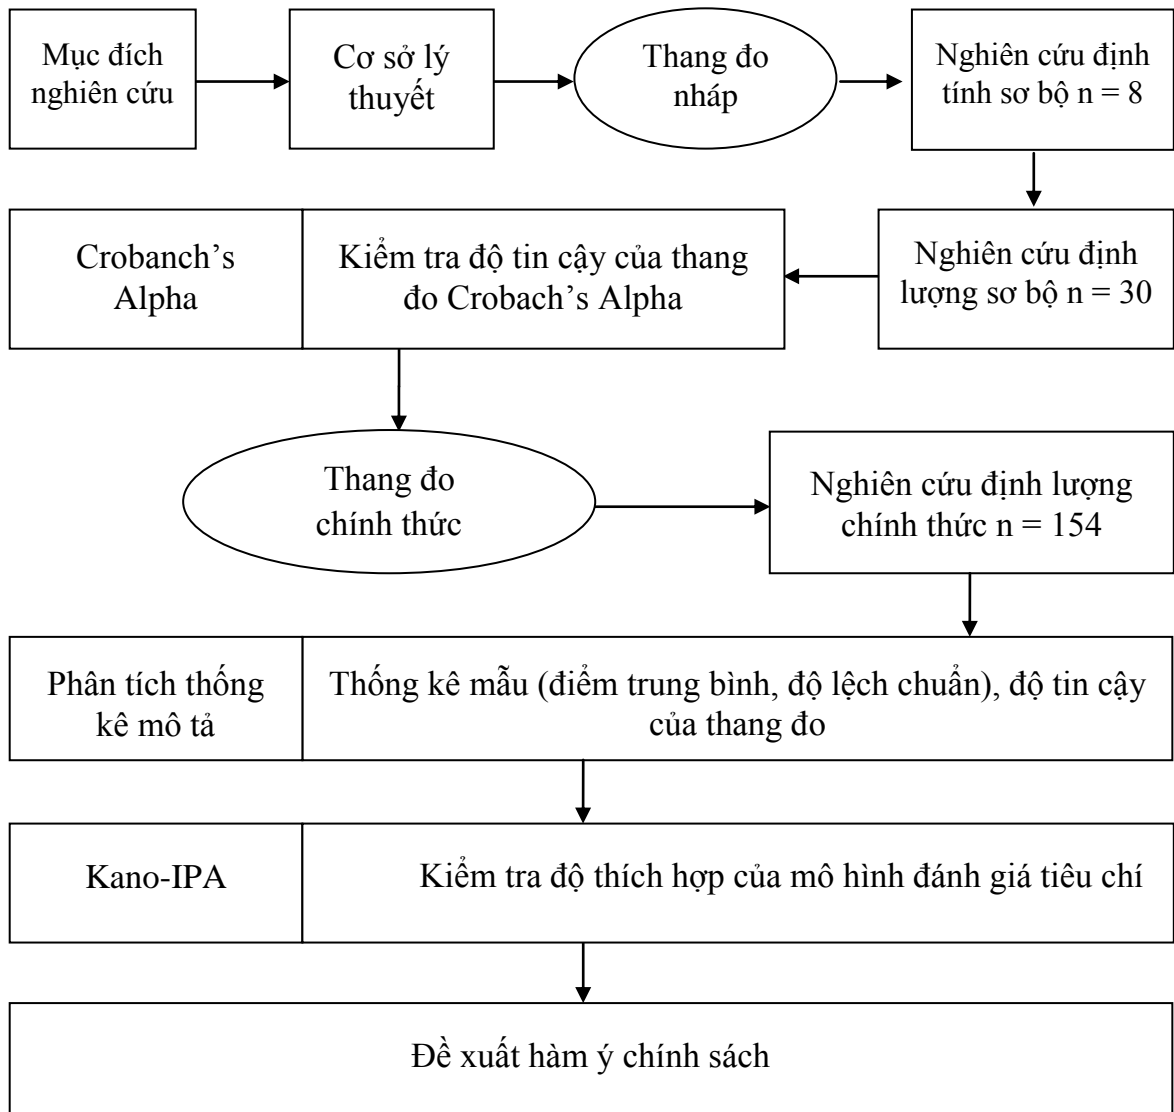 Mục đích
nghiên cứu
Cơ sở lý
thuyết
Thang đo
nháp
Nghiên cứu định
tính sơ bộ n = 8
Crobanch's
Alpha
Kiểm tra độ tin cậy của thang
đo Crobach's Alpha
Nghiên cứu định
lượng sơ bộ n = 30
Thang đo
chính thức
Nghiên cứu định lượng
chính thức n = 154
Phân tích thống
kê mô tả
Thống kê mẫu (điểm trung bình, độ lệch chuẩn), độ tin cậy
của thang đo
Kano-IPA
Kiểm tra độ thích hợp của mô hình đánh giá tiêu chí
Đề xuất hàm ý chính sách